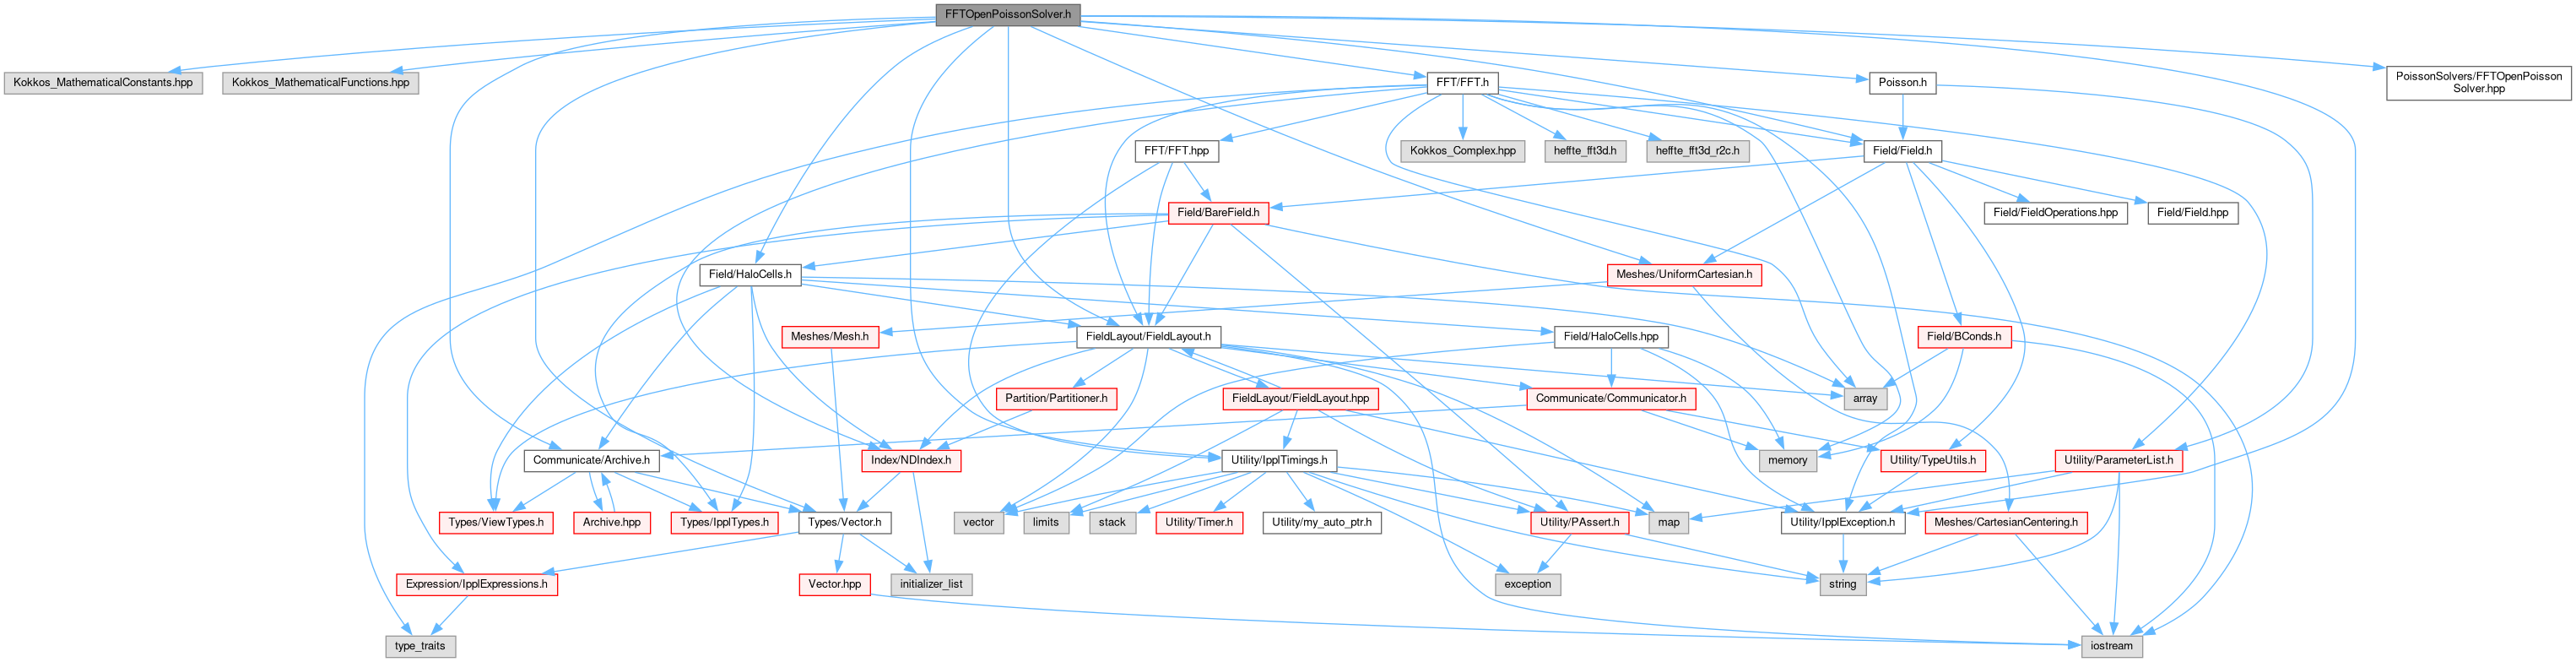 FFTOpenPoissonSolver.h
Kokkos_MathematicalConstants.hpp
Kokkos_MathematicalFunctions.hpp
FFT/FFT.h
Poisson.h
PoissonSolvers/FFTOpenPoisson
Solver.hpp
FFT/FFT.hpp
Kokkos_Complex.hpp
heffte_fft3d.h
heffte_fft3d_r2c.h
Field/Field.h
Field/BareField.h
Field/FieldOperations.hpp
Field/Field.hpp
Field/HaloCells.h
Meshes/UniformCartesian.h
Meshes/Mesh.h
FieldLayout/FieldLayout.h
Field/HaloCells.hpp
Field/BConds.h
Partition/Partitioner.h
FieldLayout/FieldLayout.hpp
Communicate/Communicator.h
array
Communicate/Archive.h
Index/NDIndex.h
Utility/IpplTimings.h
memory
Utility/TypeUtils.h
Utility/ParameterList.h
Types/ViewTypes.h
Archive.hpp
Types/IpplTypes.h
Types/Vector.h
vector
limits
stack
Utility/Timer.h
Utility/my_auto_ptr.h
Utility/PAssert.h
map
Utility/IpplException.h
Meshes/CartesianCentering.h
Expression/IpplExpressions.h
Vector.hpp
initializer_list
exception
string
type_traits
iostream